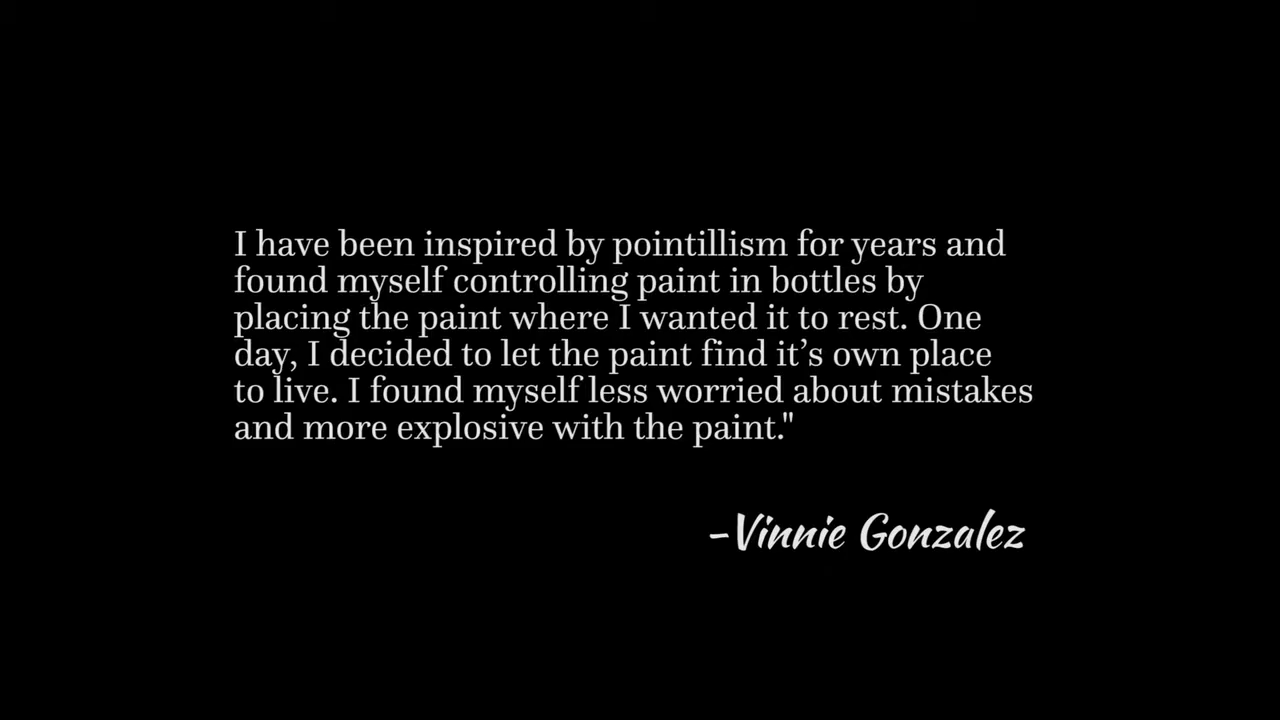 I have been inspired by pointillism for years and
found myself controlling paint in bottles by
placing the paint where I wanted it to rest. One
day, I decided to let the paint find it’s own place
to live. I found myself less worried about mistakes
and more explosive with the paint."
-Vinnie Gonzalez